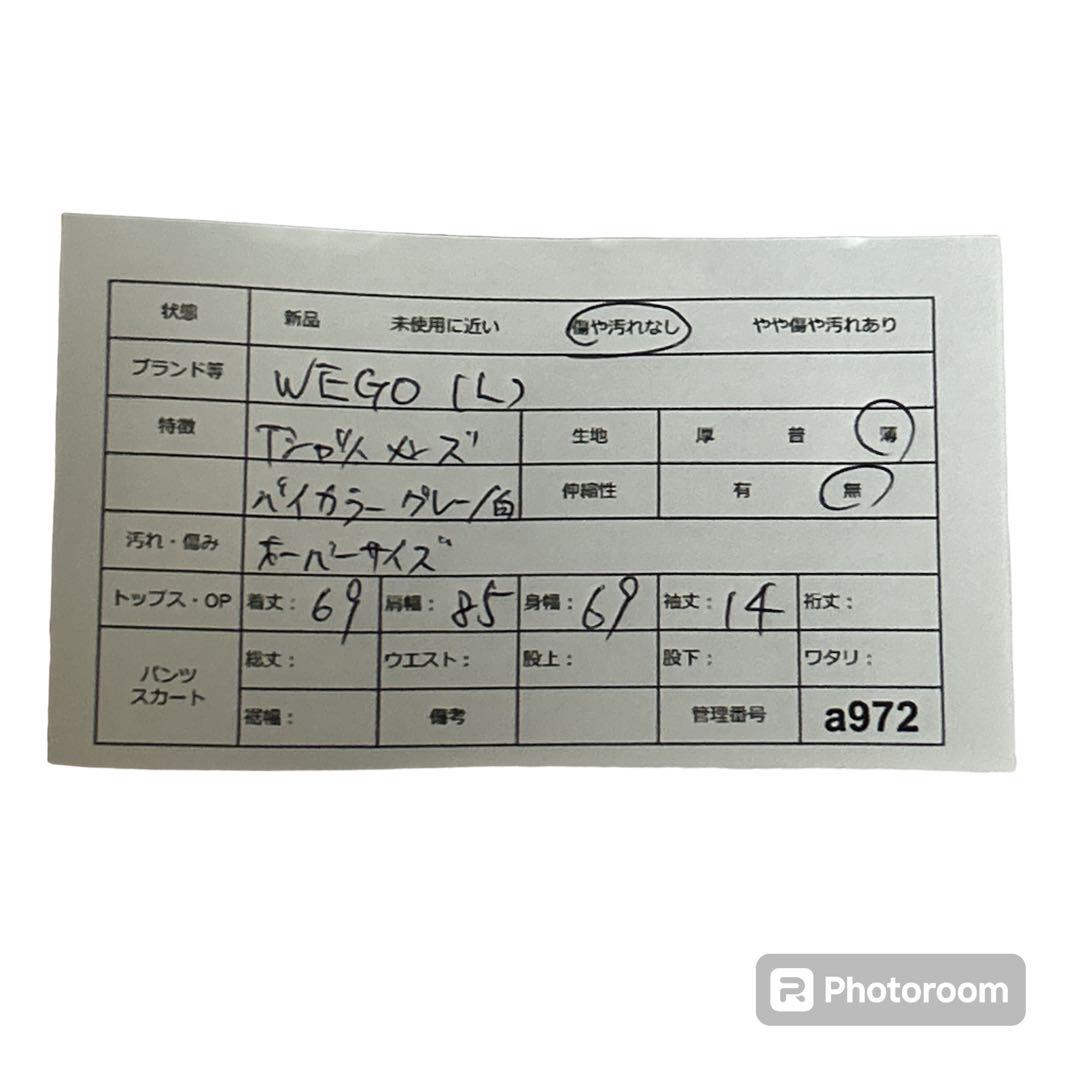 状態 新品 未使用に近い 傷や汚れなし やや傷や汚れあり
ブランド等 WEGO (L)
特徴 Tシャツ メンズ 生地 厚 普 薄
バイカラー グレー/白 伸縮性 有 無
汚れ・傷み オーバーサイズ
トップス・OP 着丈: 69 肩幅: 85 身幅: 69 袖丈: 14 裄丈:
パンツ スカート 総丈: ウエスト: 股上: 股下: ワタリ:
裾幅: 備考 管理番号 a972
Photoroom